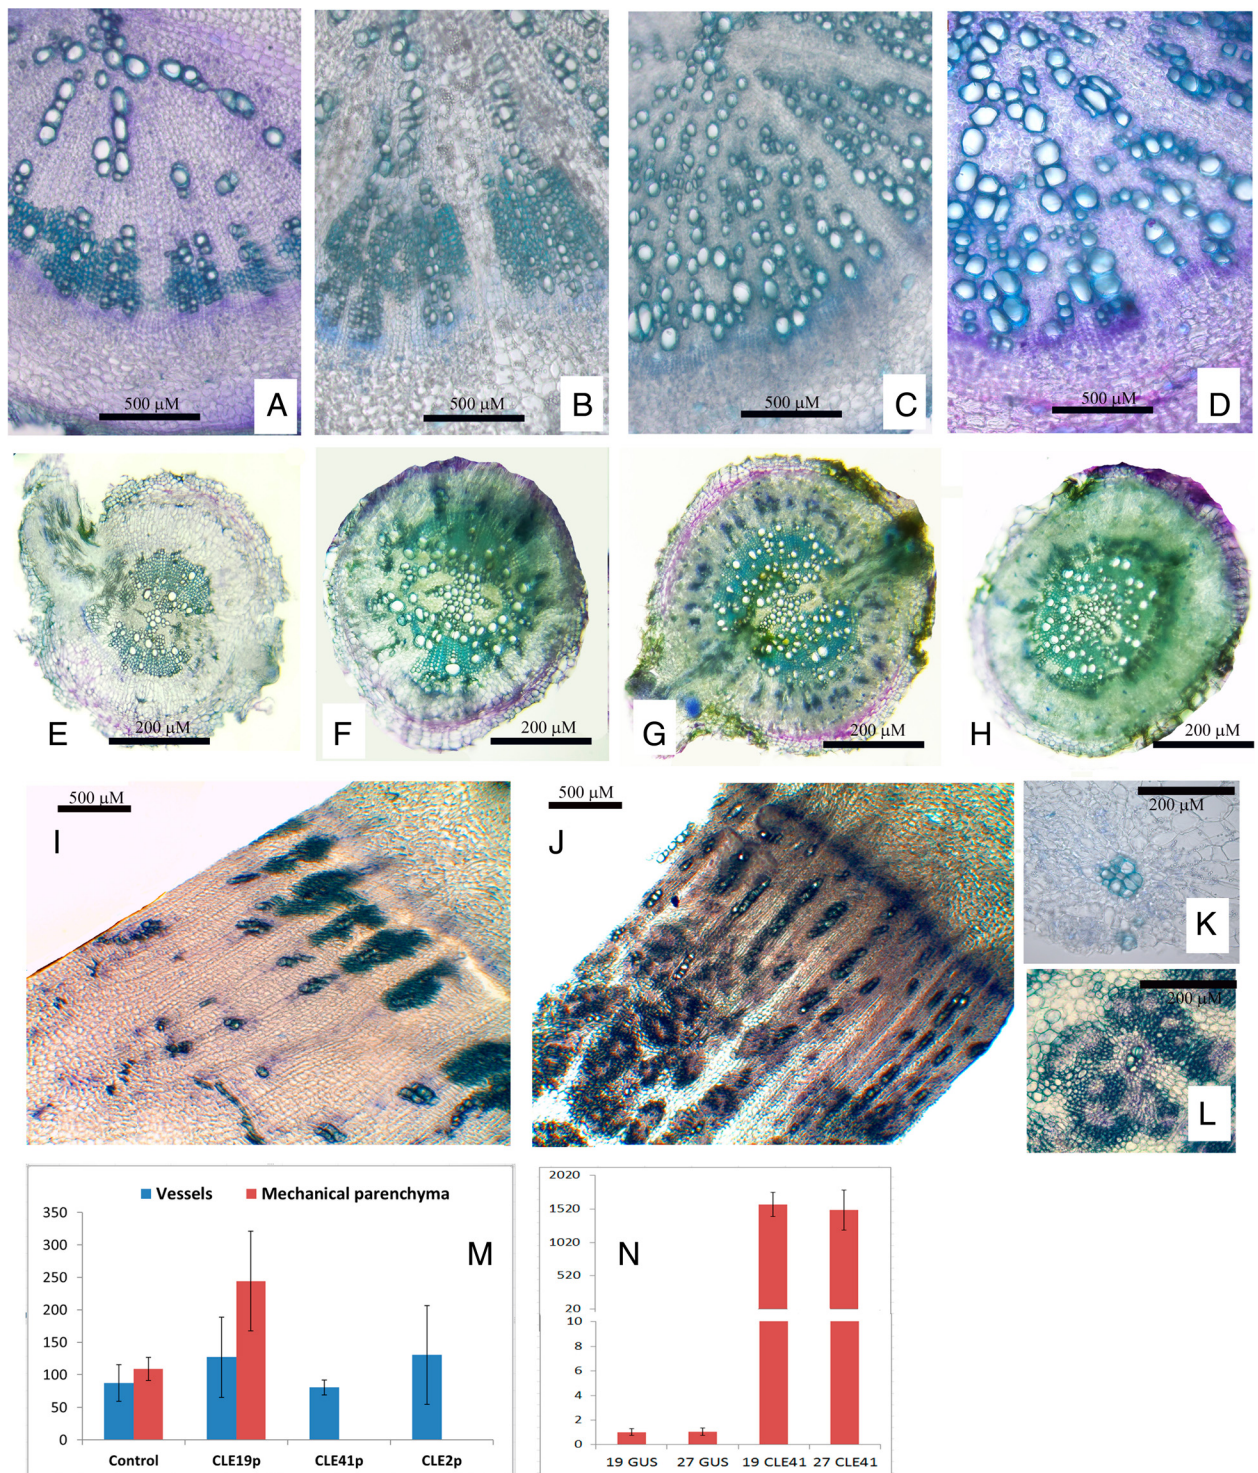 500 µM A
500 µM B
500 µM C
500 µM D
E 200 µM
F 200 µM
G 200 µM
H 200 µM
500 µM
I
500 µM
J
200 µM
K
200 µM
L
Vessels Mechanical parenchyma
M
350
300
250
200
150
100
50
0
Control CLE19p CLE41p CLE2p
N
2020
1520
1020
520
20
10
8
6
4
2
0
19 GUS 27 GUS 19 CLE41 27 CLE41